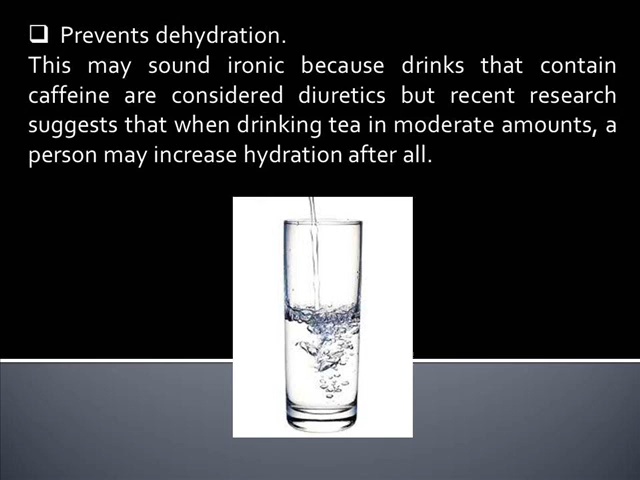 ❑ Prevents dehydration.
This may sound ironic because drinks that contain
caffeine are considered diuretics but recent research
suggests that when drinking tea in moderate amounts, a
person may increase hydration after all.